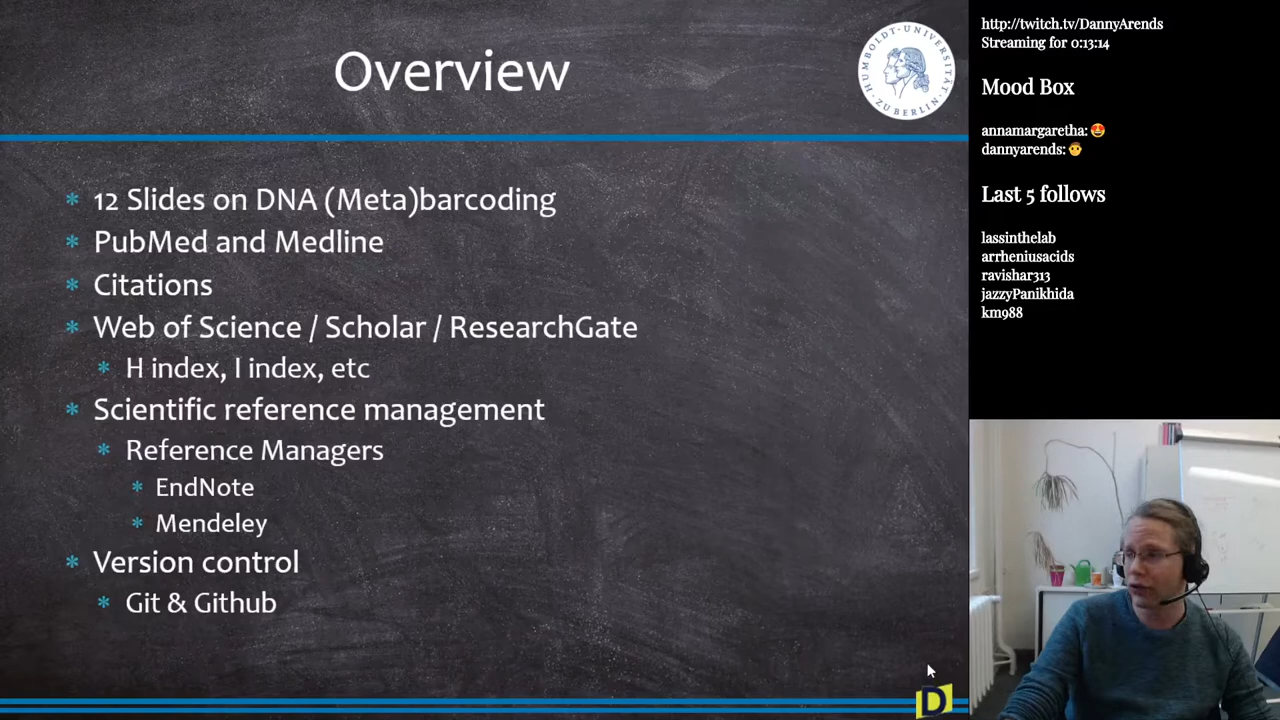 Overview
HUMBOLDT-UNIVERSITÄT
ZU BERLIN
* 12 Slides on DNA (Meta)barcoding
* PubMed and Medline
* Citations
* Web of Science / Scholar / ResearchGate
* H index, I index, etc
* Scientific reference management
* Reference Managers
* EndNote
* Mendeley
* Version control
* Git & Github
D
http://twitch.tv/DannyArends
Streaming for 0:13:14
Mood Box
annamargaretha: 😍
dannyarends: 👨
Last 5 follows
lassinthelab
arrheniusacids
ravishar313
jazzyPanikhida
km988